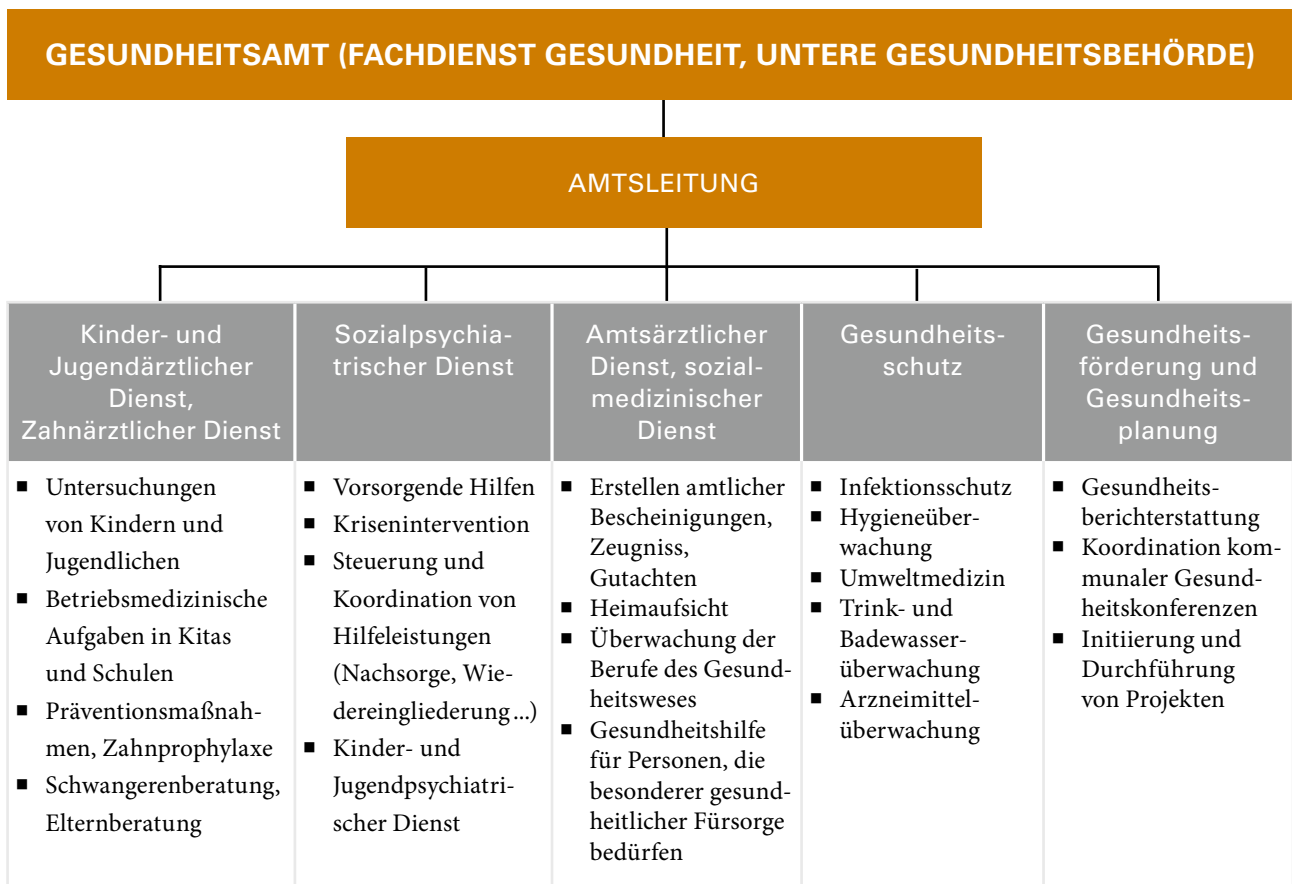 GESUNDHEITSAMT (FACHDIENST GESUNDHEIT, UNTERE GESUNDHEITSBEHÖRDE)
AMTSLEITUNG
Kinder- und
Jugendärztlicher
Dienst,
Zahnärztlicher Dienst
▪ Untersuchungen
von Kindern und
Jugendlichen
▪ Betriebsmedizinische
Aufgaben in Kitas
und Schulen
▪ Präventionsmaßnah-
men, Zahnprophylaxe
▪ Schwangerenberatung,
Elternberatung
Sozialpsychia-
trischer Dienst
▪ Vorsorgende Hilfen
▪ Krisenintervention
▪ Steuerung und
Koordination von
Hilfeleistungen
(Nachsorge, Wie-
dereingliederung ...)
▪ Kinder- und
Jugendpsychiatri-
scher Dienst
Amtsärztlicher
Dienst, sozial-
medizinischer
Dienst
▪ Erstellen amtlicher
Bescheinigungen,
Zeugniss,
Gutachten
▪ Heimaufsicht
▪ Überwachung der
Berufe des Gesund-
heitsweses
▪ Gesundheitshilfe
für Personen, die
besonderer gesund-
heitlicher Fürsorge
bedürfen
Gesundheits-
schutz
▪ Infektionsschutz
▪ Hygieneüber-
wachung
▪ Umweltmedizin
▪ Trink- und
Badewasser-
überwachung
▪ Arzneimittel-
überwachung
Gesundheits-
förderung und
Gesundheits-
planung
▪ Gesundheits-
berichterstattung
▪ Koordination kom-
munaler Gesund-
heitskonferenzen
▪ Initiierung und
Durchführung
von Projekten